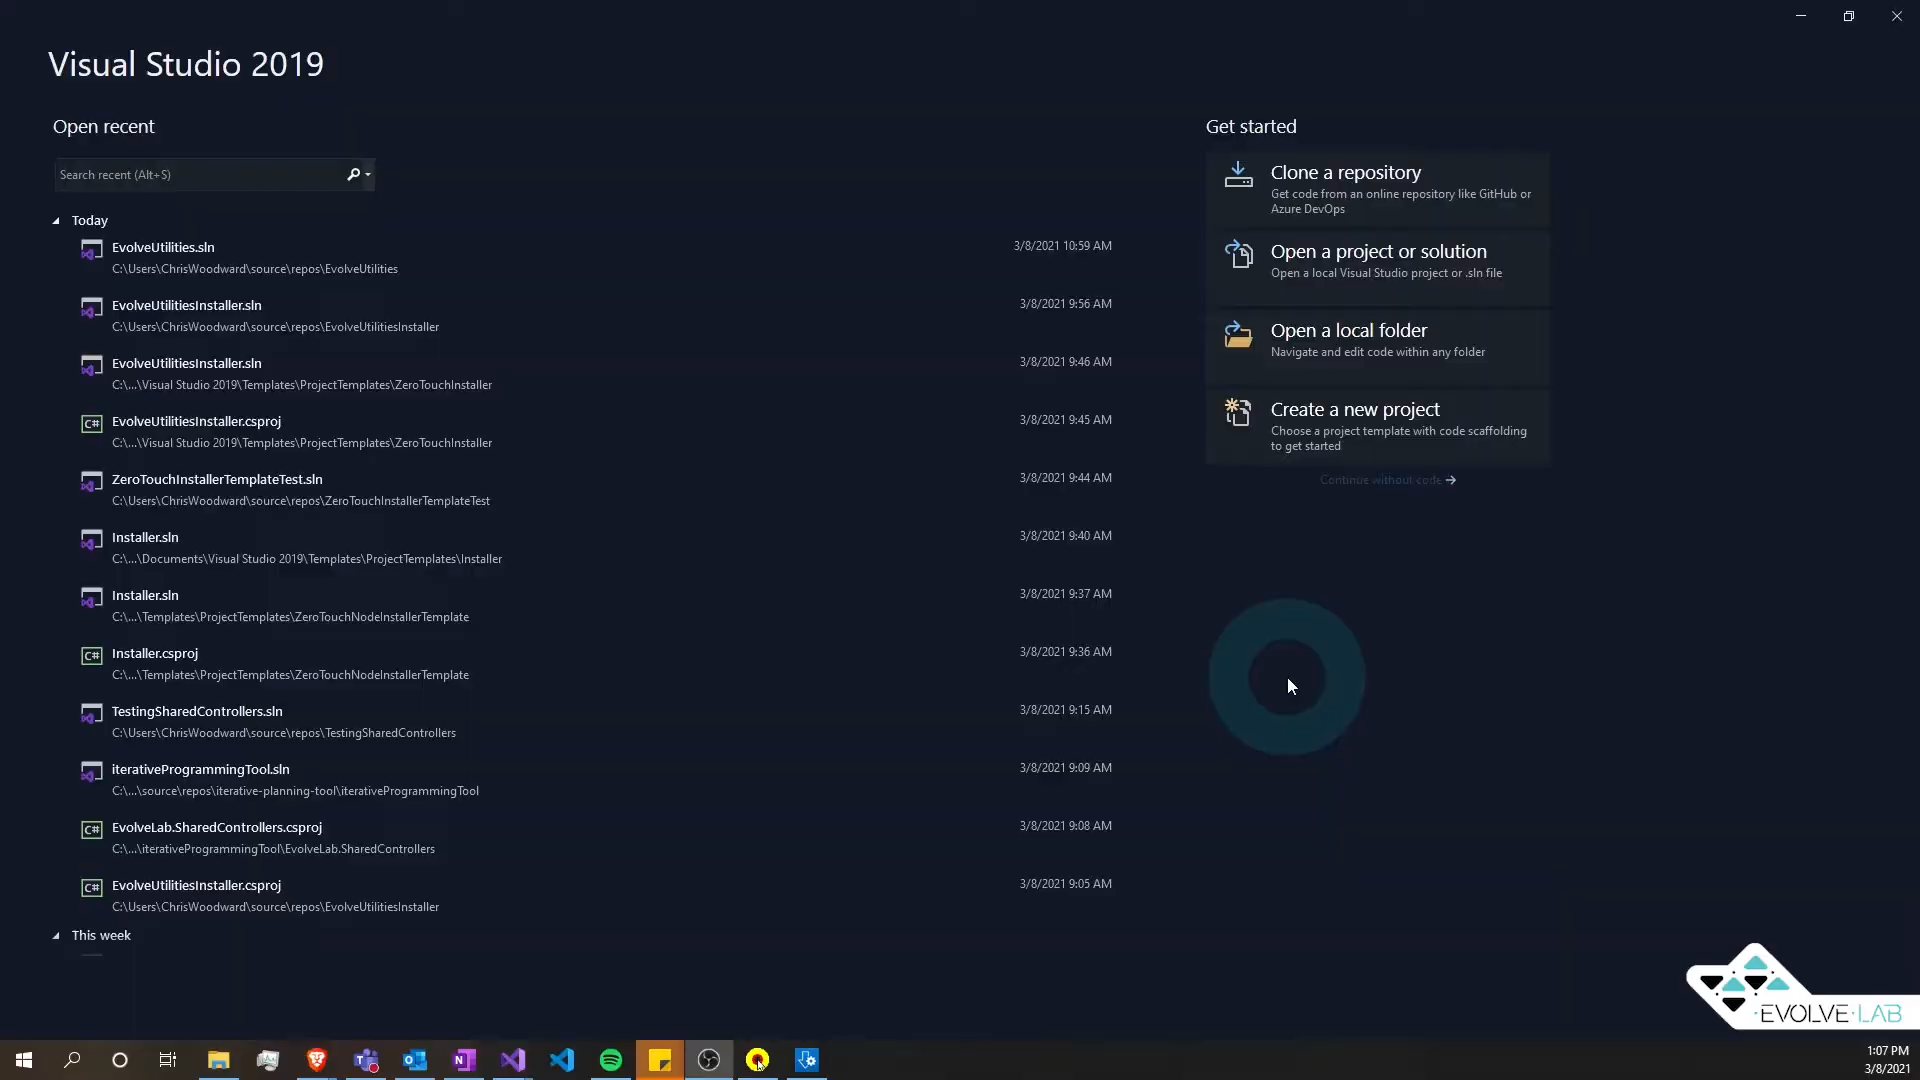 Visual Studio 2019
Open recent
Search recent (Alt+S)
Today
EvolveUtilities.sln
3/8/2021 10:59 AM
C:\Users\ChrisWoodward\source\repos\EvolveUtilities
EvolveUtilitiesInstaller.sln
3/8/2021 9:56 AM
C:\Users\ChrisWoodward\source\repos\EvolveUtilitiesInstaller
EvolveUtilitiesInstaller.sln
3/8/2021 9:46 AM
C:\...\Visual Studio 2019\Templates\ProjectTemplates\ZeroTouchInstaller
EvolveUtilitiesInstaller.csproj
3/8/2021 9:45 AM
C:\...\Visual Studio 2019\Templates\ProjectTemplates\ZeroTouchInstaller
ZeroTouchInstallerTemplateTest.sln
3/8/2021 9:44 AM
C:\Users\ChrisWoodward\source\repos\ZeroTouchInstallerTemplateTest
Installer.sln
3/8/2021 9:40 AM
C:\...\Documents\Visual Studio 2019\Templates\ProjectTemplates\Installer
Installer.sln
3/8/2021 9:37 AM
C:\...\Templates\ProjectTemplates\ZeroTouchNodeInstallerTemplate
Installer.csproj
3/8/2021 9:36 AM
C:\...\Templates\ProjectTemplates\ZeroTouchNodeInstallerTemplate
TestingSharedControllers.sln
3/8/2021 9:15 AM
C:\Users\ChrisWoodward\source\repos\TestingSharedControllers
iterativeProgrammingTool.sln
3/8/2021 9:09 AM
C:\...\source\repos\iterative-planning-tool\iterativeProgrammingTool
EvolveLab.SharedControllers.csproj
3/8/2021 9:08 AM
C:\...\iterativeProgrammingTool\EvolveLab.SharedControllers
EvolveUtilitiesInstaller.csproj
3/8/2021 9:05 AM
C:\Users\ChrisWoodward\source\repos\EvolveUtilitiesInstaller
This week
Get started
Clone a repository
Get code from an online repository like GitHub or
Azure DevOps
Open a project or solution
Open a local Visual Studio project or .sln file
Open a local folder
Navigate and edit code within any folder
Create a new project
Choose a project template with code scaffolding
to get started
Continue without code
EVOLVE LAB
1:07 PM
3/8/2021